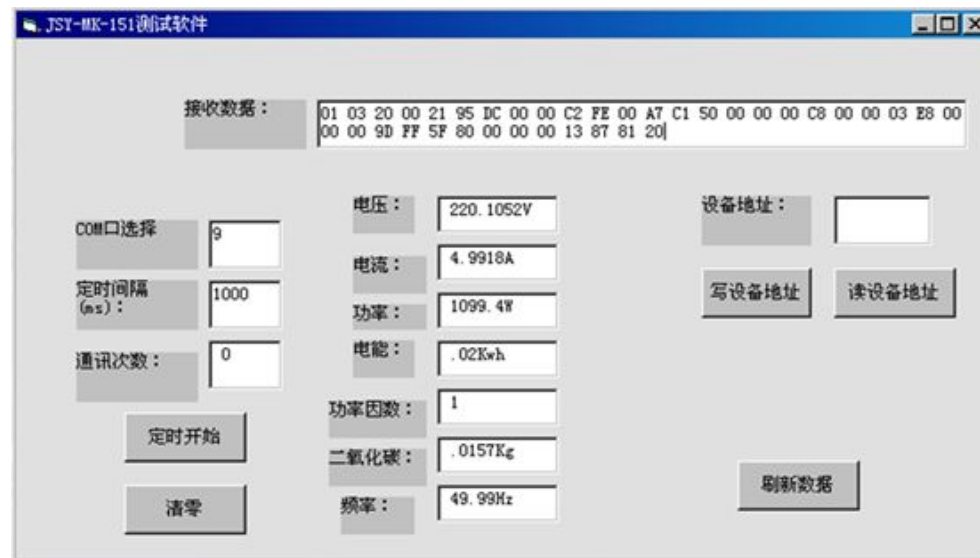 JSY-MK-151测试软件
接收数据：
01 03 20 00 21 95 DC 00 00 C2 FE 00 A7 C1 50 00 00 00 C8 00 00 03 E8 00
00 00 9D FF 5F 80 00 00 00 13 87 81 20
COM口选择
9
定时间隔
(ms)：
1000
通讯次数：
0
定时开始
清零
电压：
220.1052V
电流：
4.9918A
功率：
1099.4W
电能：
.02Kwh
功率因数：
1
二氧化碳：
.0157Kg
频率：
49.99Hz
设备地址：
写设备地址
读设备地址
刷新数据